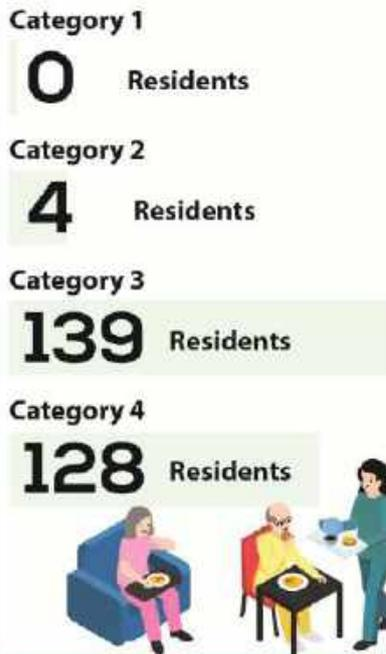 Category 1
0 Residents
Category 2
4 Residents
Category 3
139 Residents
Category 4
128 Residents